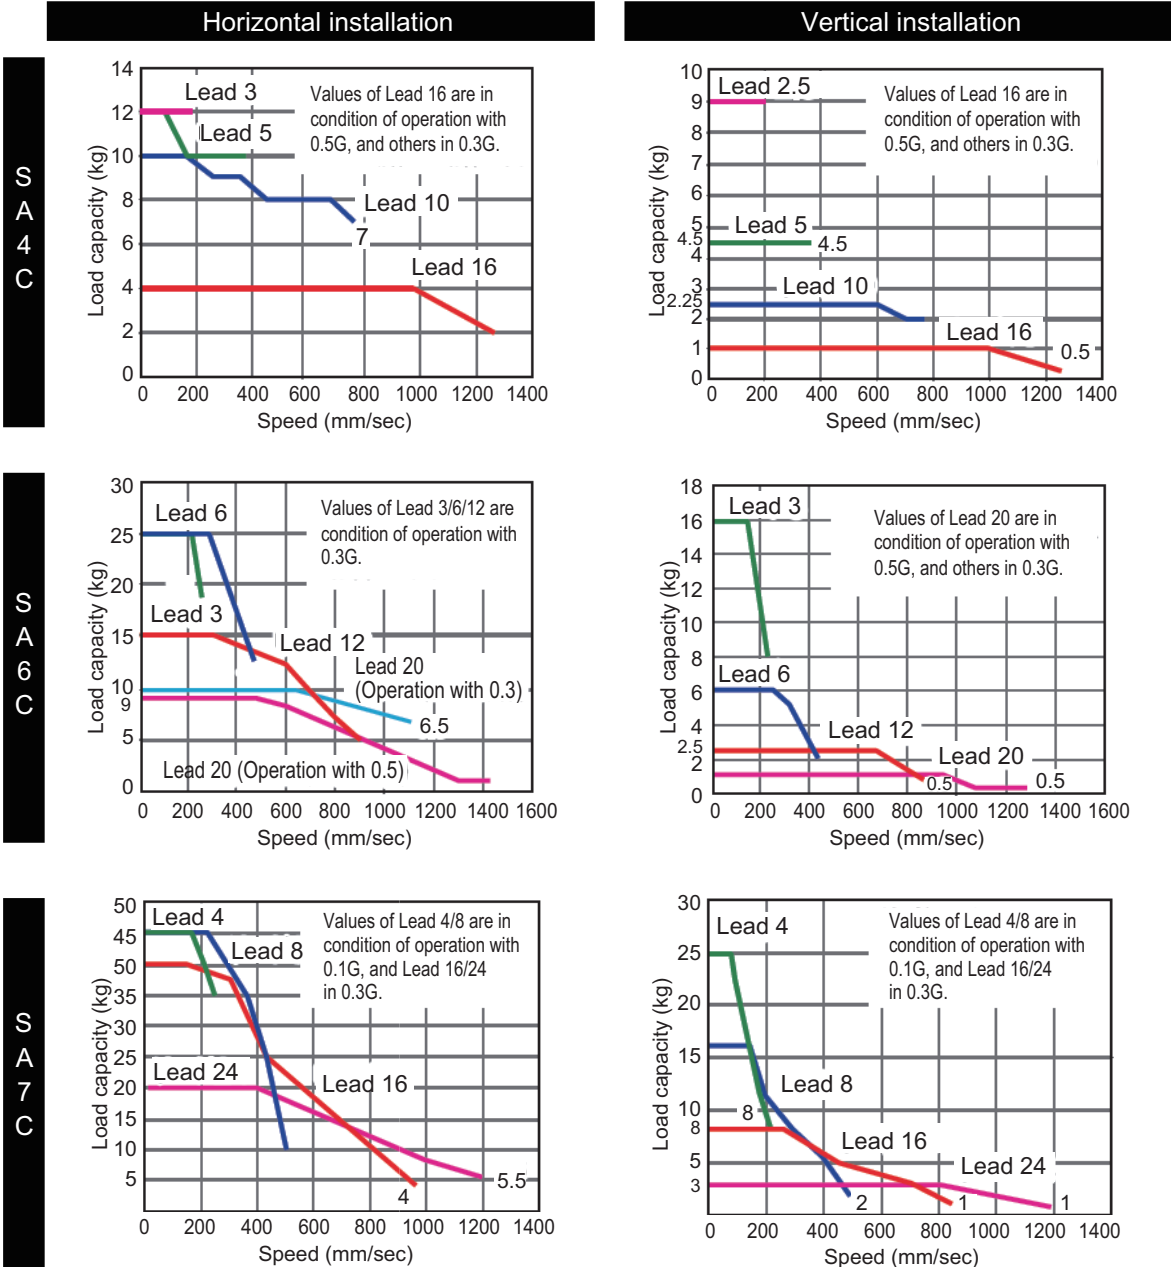 Horizontal installation
Vertical installation
SA4C
14
12
10
8
6
4
2
0
Lead 3
Lead 5
Lead 10
7
Lead 16
Values of Lead 16 are in
condition of operation with
0.5G, and others in 0.3G.
Load capacity (kg)
0 200 400 600 800 1000 1200 1400
Speed (mm/sec)
10
9
8
7
6
5
4.5
4
3
2.25
2
1
0
Lead 2.5
Lead 5
4.5
Lead 10
Lead 16
0.5
Values of Lead 16 are in
condition of operation with
0.5G, and others in 0.3G.
Load capacity (kg)
0 200 400 600 800 1000 1200 1400
Speed (mm/sec)
SA6C
30
25
20
15
10
9
5
0
Lead 6
Lead 3
Lead 12
Lead 20
(Operation with 0.3)
6.5
Lead 20 (Operation with 0.5)
Values of Lead 3/6/12 are
condition of operation with
0.3G.
Load capacity (kg)
0 200 400 600 800 1000 1200 1400 1600
Speed (mm/sec)
18
16
14
12
10
8
6
4
2.5
2
0
Lead 3
Lead 6
Lead 12
Lead 20
0.5
0.5
Values of Lead 20 are in
condition of operation with
0.5G, and others in 0.3G.
Load capacity (kg)
0 200 400 600 800 1000 1200 1400 1600
Speed (mm/sec)
SA7C
50
45
50
35
30
25
20
15
10
5
Lead 4
Lead 8
Lead 24
Lead 16
5.5
4
Values of Lead 4/8 are in
condition of operation with
0.1G, and Lead 16/24
in 0.3G.
Load capacity (kg)
0 200 400 600 800 1000 1200 1400
Speed (mm/sec)
30
25
20
15
10
8
5
3
0
Lead 4
Lead 8
8
Lead 16
Lead 24
2
1
1
Values of Lead 4/8 are in
condition of operation with
0.1G, and Lead 16/24
in 0.3G.
Load capacity (kg)
200 400 600 800 1000 1200 1400
Speed (mm/sec)